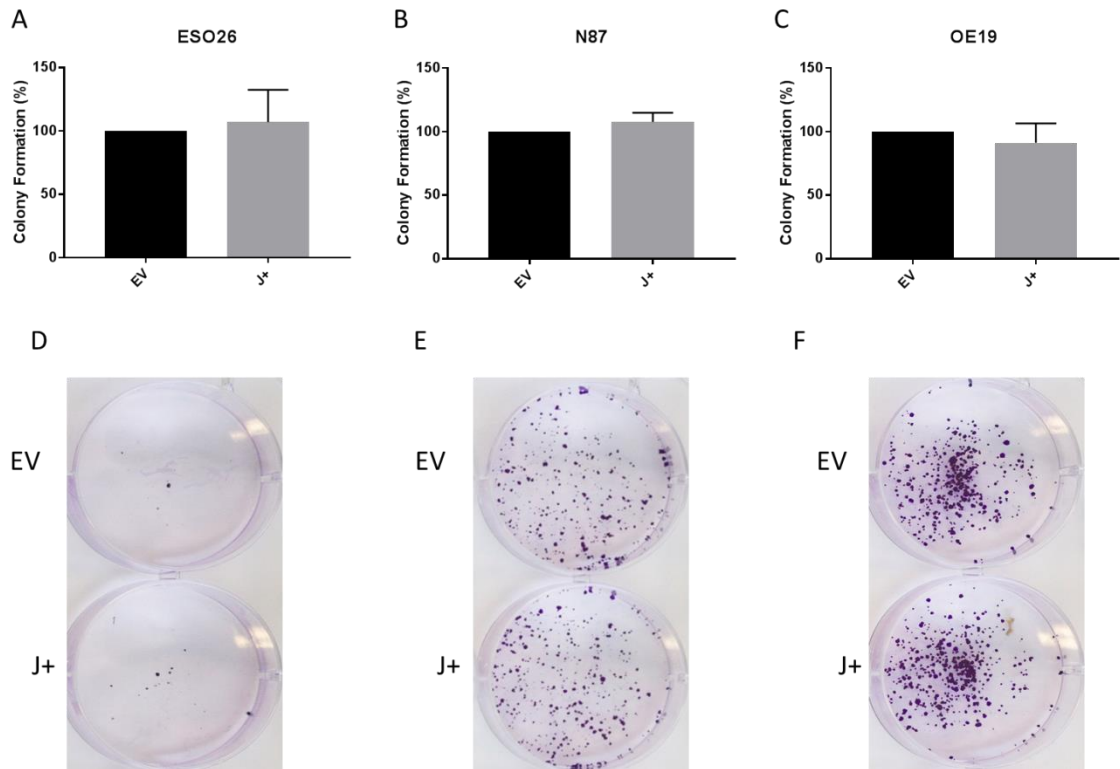 A
ESO26
Colony Formation (%)
150
100
50
0
EV
J+
B
N87
Colony Formation (%)
150
100
50
0
EV
J+
C
OE19
Colony Formation (%)
150
100
50
0
EV
J+
D
EV
J+
E
EV
J+
F
EV
J+